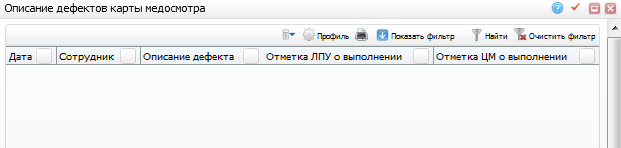 Описание дефектов карты медосмотра
Профиль Показать фильтр Найти Очистить фильтр
Дата Сотрудник Описание дефекта Отметка ЛПУ о выполнении Отметка ЦМ о выполнении